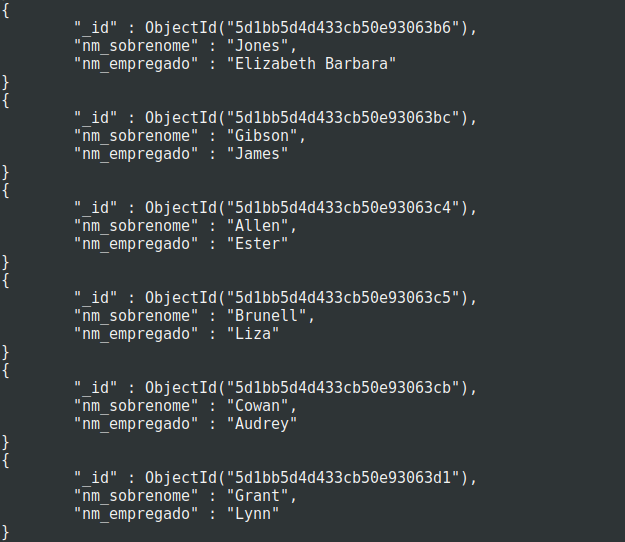 {
"_id" : ObjectId("5d1bb5d4d433cb50e93063b6"),
"nm_sobrenome" : "Jones",
"nm_empregado" : "Elizabeth Barbara"
}
{
"_id" : ObjectId("5d1bb5d4d433cb50e93063bc"),
"nm_sobrenome" : "Gibson",
"nm_empregado" : "James"
}
{
"_id" : ObjectId("5d1bb5d4d433cb50e93063c4"),
"nm_sobrenome" : "Allen",
"nm_empregado" : "Ester"
}
{
"_id" : ObjectId("5d1bb5d4d433cb50e93063c5"),
"nm_sobrenome" : "Brunell",
"nm_empregado" : "Liza"
}
{
"_id" : ObjectId("5d1bb5d4d433cb50e93063cb"),
"nm_sobrenome" : "Cowan",
"nm_empregado" : "Audrey"
}
{
"_id" : ObjectId("5d1bb5d4d433cb50e93063d1"),
"nm_sobrenome" : "Grant",
"nm_empregado" : "Lynn"
}